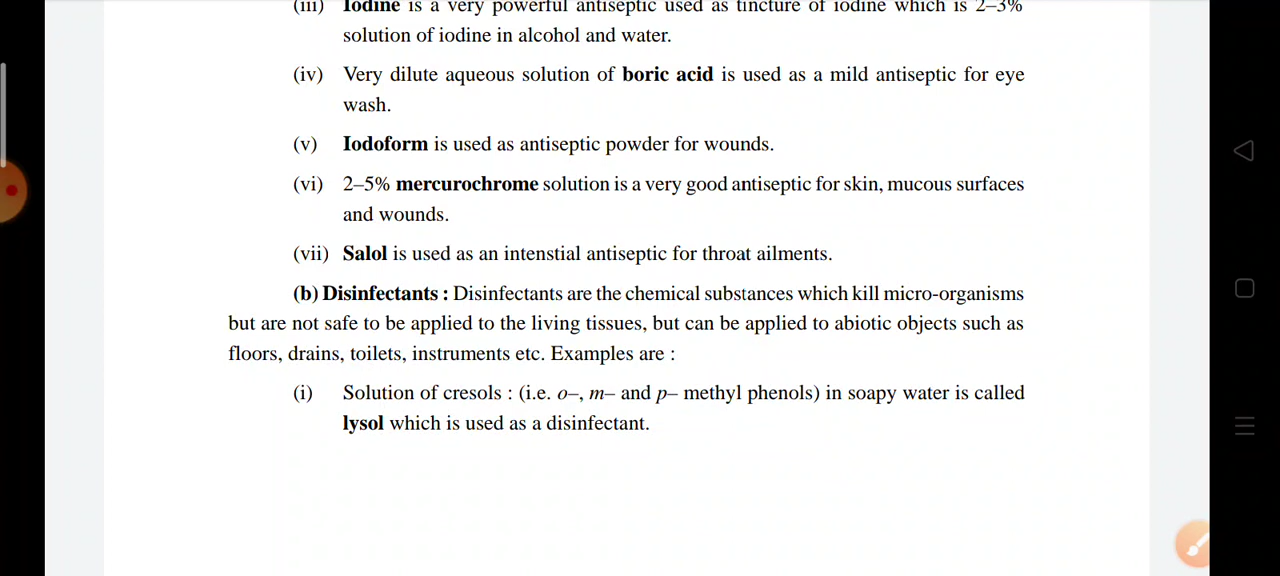 (iii) Iodine is a very powerful antiseptic used as tincture of iodine which is 2–3%
solution of iodine in alcohol and water.
(iv) Very dilute aqueous solution of boric acid is used as a mild antiseptic for eye
wash.
(v) Iodoform is used as antiseptic powder for wounds.
(vi) 2–5% mercurochrome solution is a very good antiseptic for skin, mucous surfaces
and wounds.
(vii) Salol is used as an intenstial antiseptic for throat ailments.
(b) Disinfectants : Disinfectants are the chemical substances which kill micro-organisms
but are not safe to be applied to the living tissues, but can be applied to abiotic objects such as
floors, drains, toilets, instruments etc. Examples are :
(i) Solution of cresols : (i.e. o–, m– and p– methyl phenols) in soapy water is called
lysol which is used as a disinfectant.